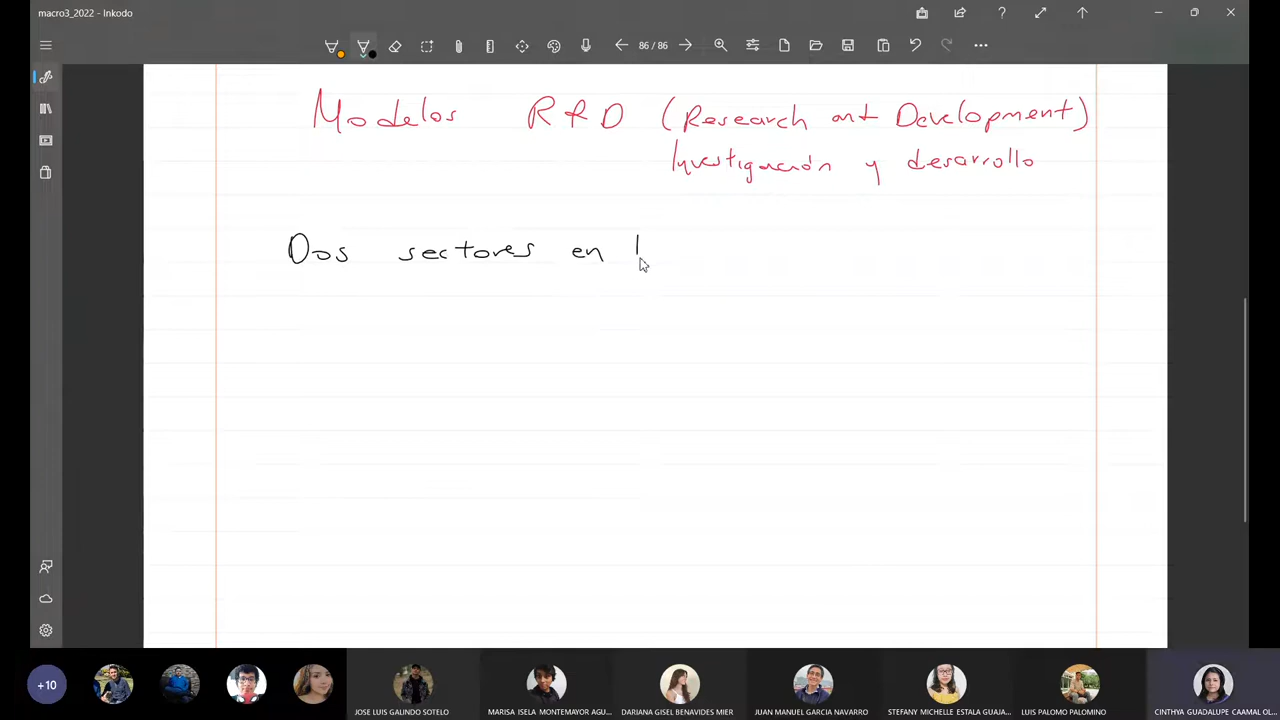 macro3_2022 - Inkodo
86 / 86
Modelos R&D (Research and Development)
Investigación y desarrollo
Dos sectores en l
+10
JOSE LUIS GALINDO SOTELO
MARISA ISELA MONTEMAYOR AGU...
DARIANA GISEL BENAVIDES MIER
JUAN MANUEL GARCIA NAVARRO
STEFANY MICHELLE ESTALA GUAJA...
LUIS PALOMO PALOMINO
CINTHYA GUADALUPE CAAMAL OL...